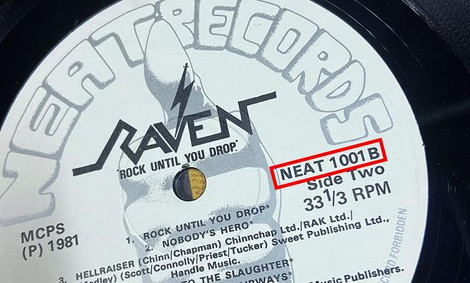 NEAT RECORDS
RAVEN
"ROCK UNTIL YOU DROP"
NEAT 1001 B
Side Two
33 1/3 RPM
MCPS
(P) 1981
1. ROCK UNTIL YOU DROP*
2. NOBODY'S HERO*
3. HELLRAISER (Chinn/Chapman) Chinnchap Ltd./RAK Ltd./
(Scott/Connolly/Priest/Tucker) Sweet Publishing Ltd.,
Handle Music.
TO THE SLAUGHTER*
Music Publishers.
FORBIDDEN